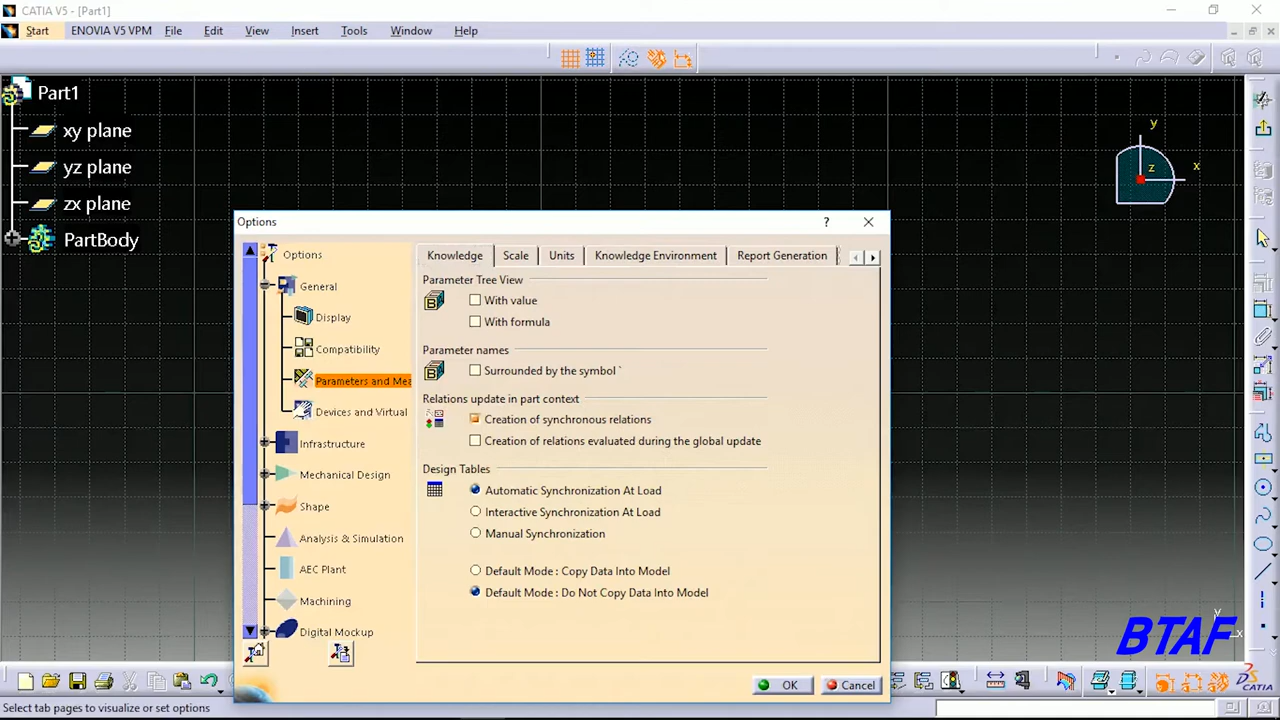 CATIA V5 - [Part1]
Start ENOVIA V5 VPM File Edit View Insert Tools Window Help
Part1
xy plane
yz plane
zx plane
PartBody
y
x
z
Options
Options
General
Display
Compatibility
Parameters and Mea
Devices and Virtual
Infrastructure
Mechanical Design
Shape
Analysis & Simulation
AEC Plant
Machining
Digital Mockup
Knowledge Scale Units Knowledge Environment Report Generation
Parameter Tree View
With value
With formula
Parameter names
Surrounded by the symbol `
Relations update in part context
Creation of synchronous relations
Creation of relations evaluated during the global update
Design Tables
Automatic Synchronization At Load
Interactive Synchronization At Load
Manual Synchronization
Default Mode : Copy Data Into Model
Default Mode : Do Not Copy Data Into Model
OK Cancel
y
x
BTAF
CATIA
Select tab pages to visualize or set options